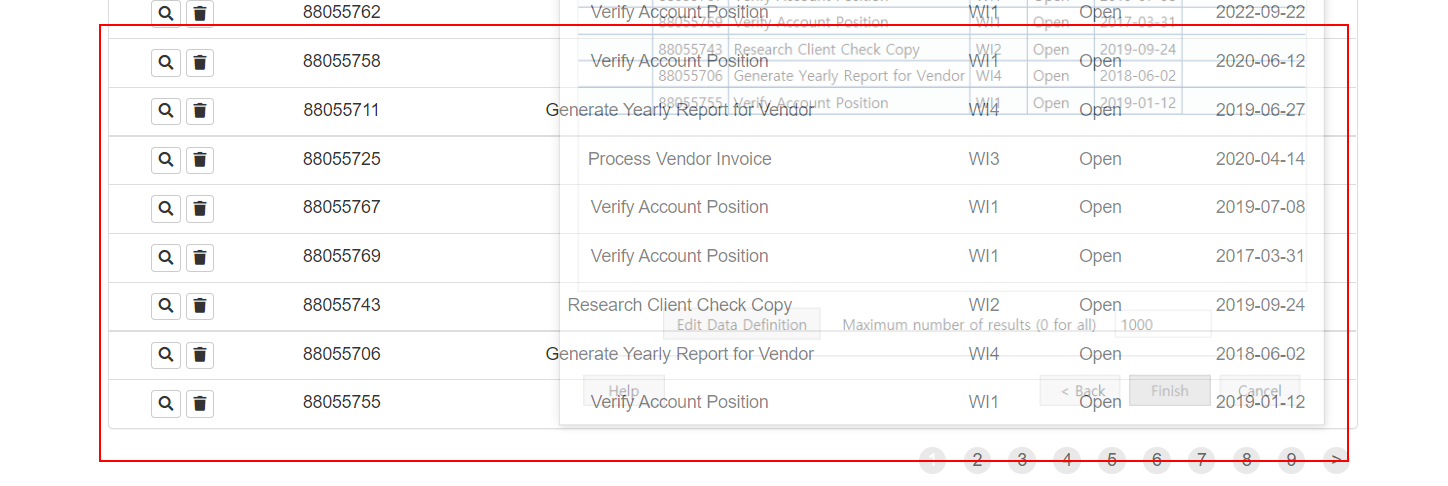 88055762 Verify Account Position WI1 Open 2022-09-22
88055769 Verify Account Position WI1 Open 2017-03-31
88055743 Research Client Check Copy WI2 Open 2019-09-24
88055758 Verify Account Position WI1 Open 2020-06-12
88055706 Generate Yearly Report for Vendor WI4 Open 2018-06-02
88055755 Verify Account Position WI1 Open 2019-01-12
88055711 Generate Yearly Report for Vendor WI4 Open 2019-06-27
88055725 Process Vendor Invoice WI3 Open 2020-04-14
88055767 Verify Account Position WI1 Open 2019-07-08
88055769 Verify Account Position WI1 Open 2017-03-31
88055743 Research Client Check Copy WI2 Open 2019-09-24
Edit Data Definition Maximum number of results (0 for all) 1000
88055706 Generate Yearly Report for Vendor WI4 Open 2018-06-02
Help < Back Finish Cancel
88055755 Verify Account Position WI1 Open 2019-01-12
1 2 3 4 5 6 7 8 9 >